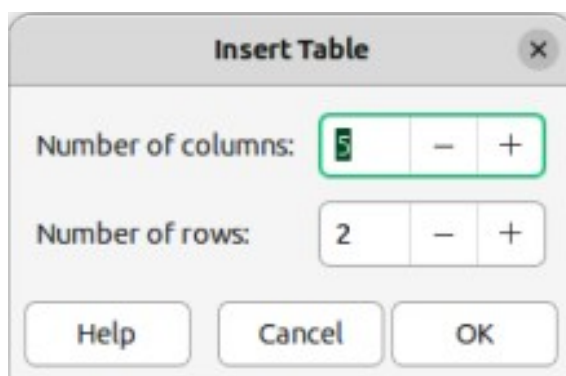 Insert Table
Number of columns: 5 − +
Number of rows: 2 − +
Help Cancel OK